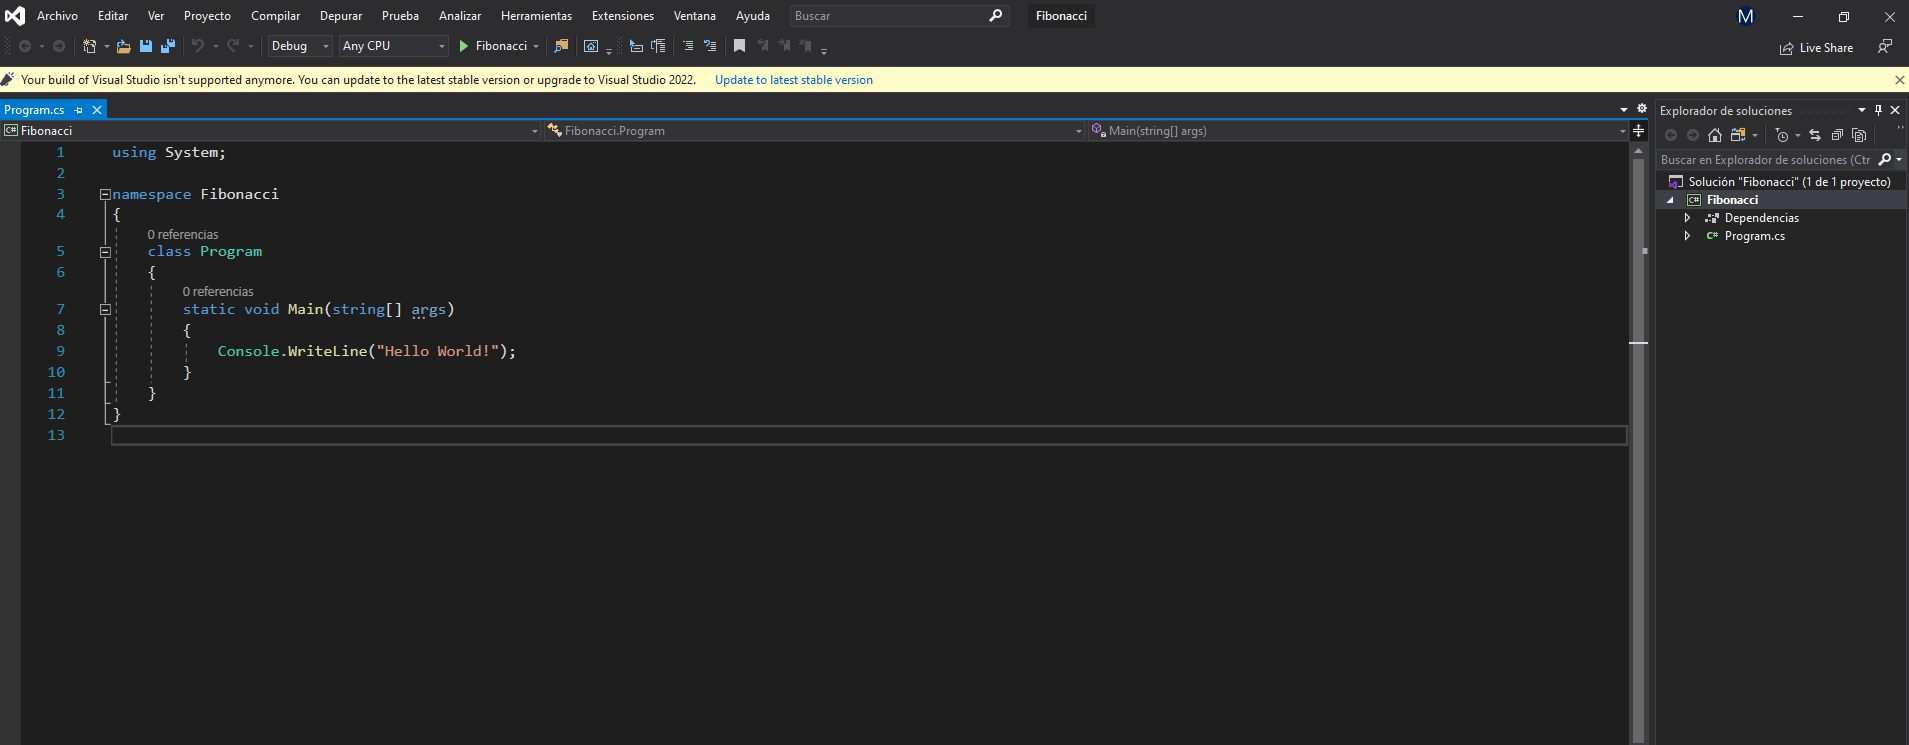 Archivo Editar Ver Proyecto Compilar Depurar Prueba Analizar Herramientas Extensiones Ventana Ayuda Buscar Fibonacci M
Debug Any CPU Fibonacci Live Share
Your build of Visual Studio isn't supported anymore. You can update to the latest stable version or upgrade to Visual Studio 2022. Update to latest stable version
Program.cs
C# Fibonacci Fibonacci.Program Main(string[] args)
1 using System;
2
3 namespace Fibonacci
4 {
0 referencias
5 class Program
6 {
0 referencias
7 static void Main(string[] args)
8 {
9 Console.WriteLine("Hello World!");
10 }
11 }
12 }
13
Explorador de soluciones
Buscar en Explorador de soluciones (Ctr
Solución "Fibonacci" (1 de 1 proyecto)
C# Fibonacci
Dependencias
C# Program.cs